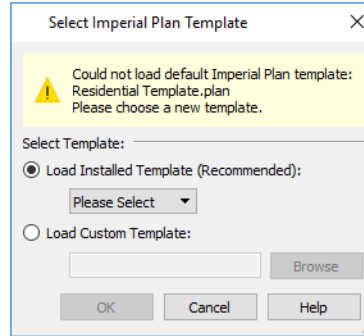 Select Imperial Plan Template
Could not load default Imperial Plan template:
Residential Template.plan
Please choose a new template.
Select Template:
Load Installed Template (Recommended):
Please Select
Load Custom Template:
Browse
OK Cancel Help